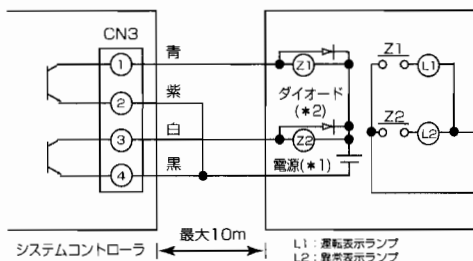 CN3
1
青
2
紫
3
白
4
黒
Z1
ダイオード
(*2)
Z2
電源(*1)
Z1
L1
Z2
L2
システムコントローラ
最大10m
L1:運転表示ランプ
L2:異常表示ランプ